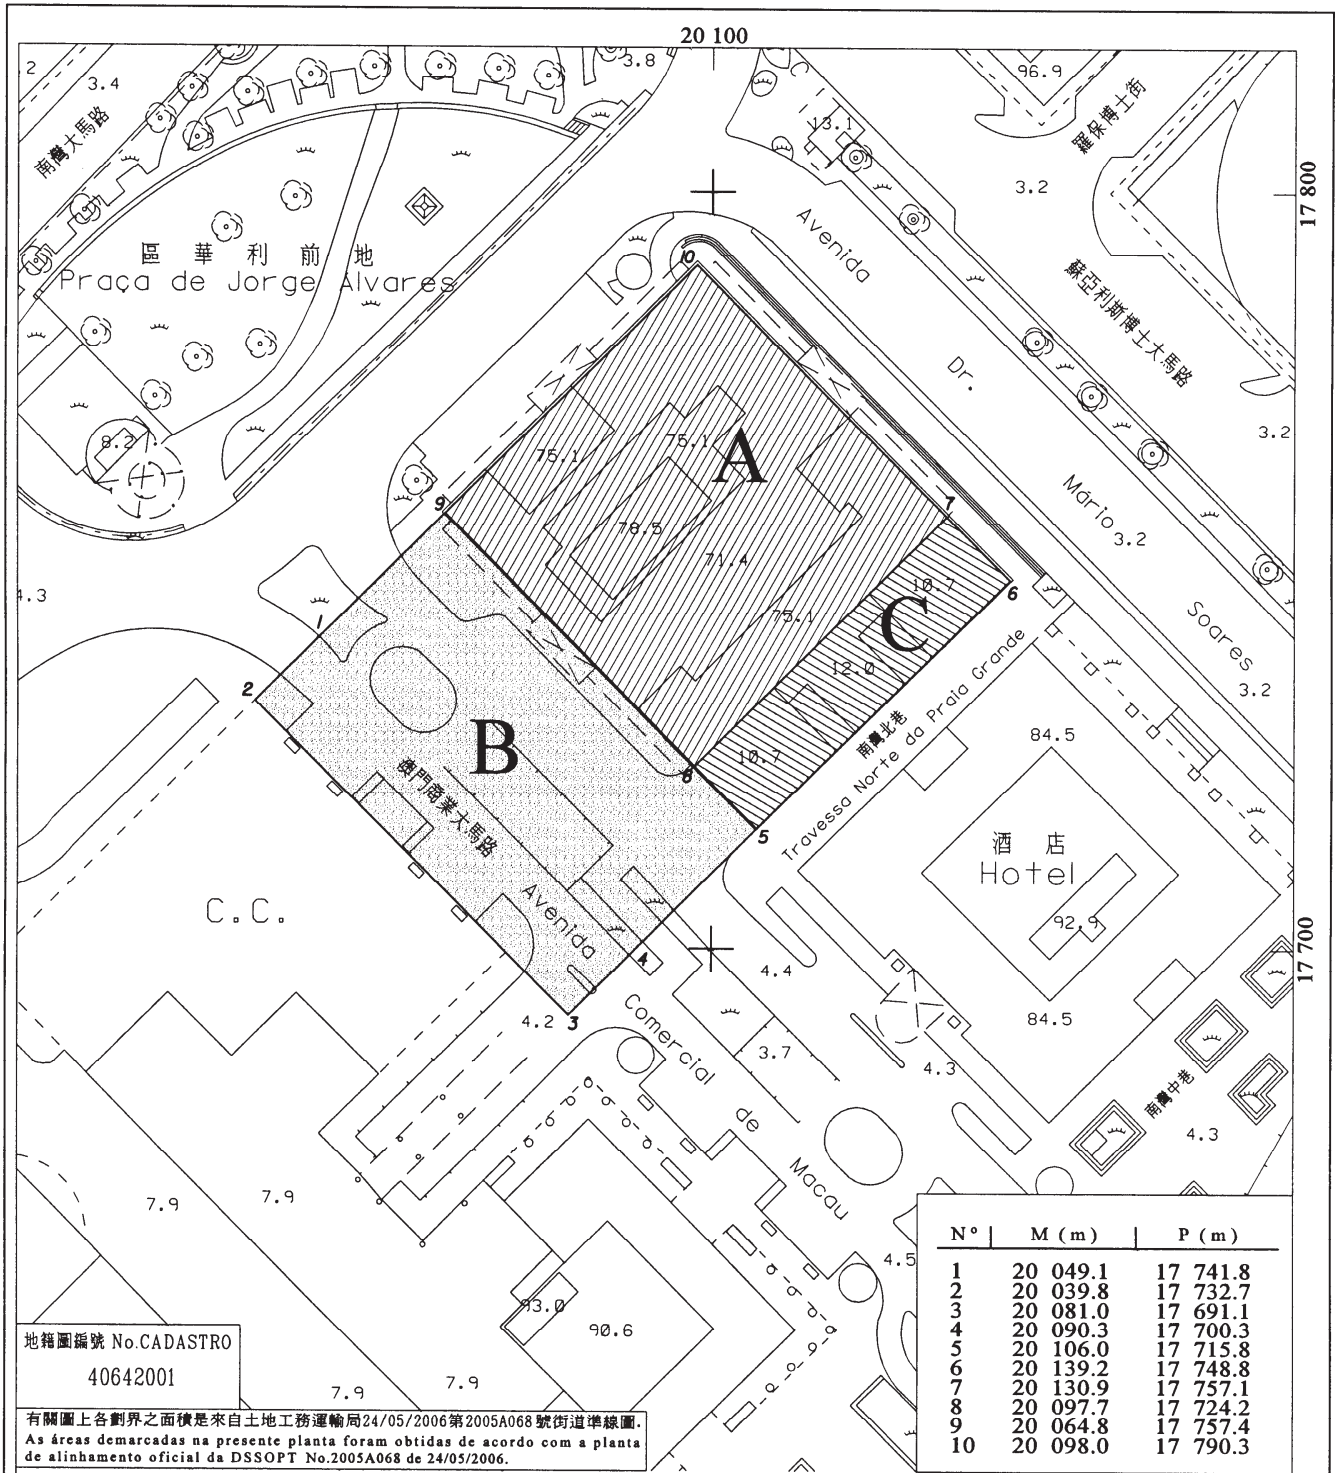 20 100
17 800
17 700
2
3.4
3.8
96.9
13.1
3.2
南灣大馬路
羅保博士街
區華利前地
Praça de Jorge Álvares
Avenida
Dr.
Mário
Soares
蘇亞利斯博士大馬路
3.2
3.2
3.2
8.2
4.3
10
9
7
6
8
5
1
2
3
4
A
B
C
75.1
75.1
78.5
71.4
75.1
10.7
12.0
10.7
南灣北巷
Travessa Norte da Praia Grande
澳門商業大馬路
Avenida
Comercial
de
Macau
C.C.
酒店
Hotel
84.5
92.9
84.5
4.4
4.2
3.7
4.3
南灣中巷
4.3
4.5
7.9
7.9
93.0
90.6
7.9
7.9
Nº M (m) P (m)
1 20 049.1 17 741.8
2 20 039.8 17 732.7
3 20 081.0 17 691.1
4 20 090.3 17 700.3
5 20 106.0 17 715.8
6 20 139.2 17 748.8
7 20 130.9 17 757.1
8 20 097.7 17 724.2
9 20 064.8 17 757.4
10 20 098.0 17 790.3
地籍圖編號 No.CADASTRO
40642001
有關圖上各劃界之面積是來自土地工務運輸局24/05/2006第2005A068號街道準線圖.
As áreas demarcadas na presente planta foram obtidas de acordo com a planta
de alinhamento oficial da DSSOPT No.2005A068 de 24/05/2006.